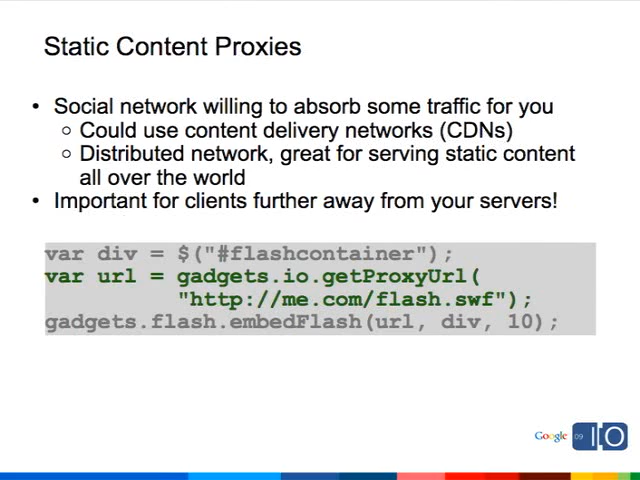 Static Content Proxies
• Social network willing to absorb some traffic for you
○ Could use content delivery networks (CDNs)
○ Distributed network, great for serving static content
all over the world
• Important for clients further away from your servers!
var div = $("#flashcontainer");
var url = gadgets.io.getProxyUrl(
"http://me.com/flash.swf");
gadgets.flash.embedFlash(url, div, 10);
Google 09 IO